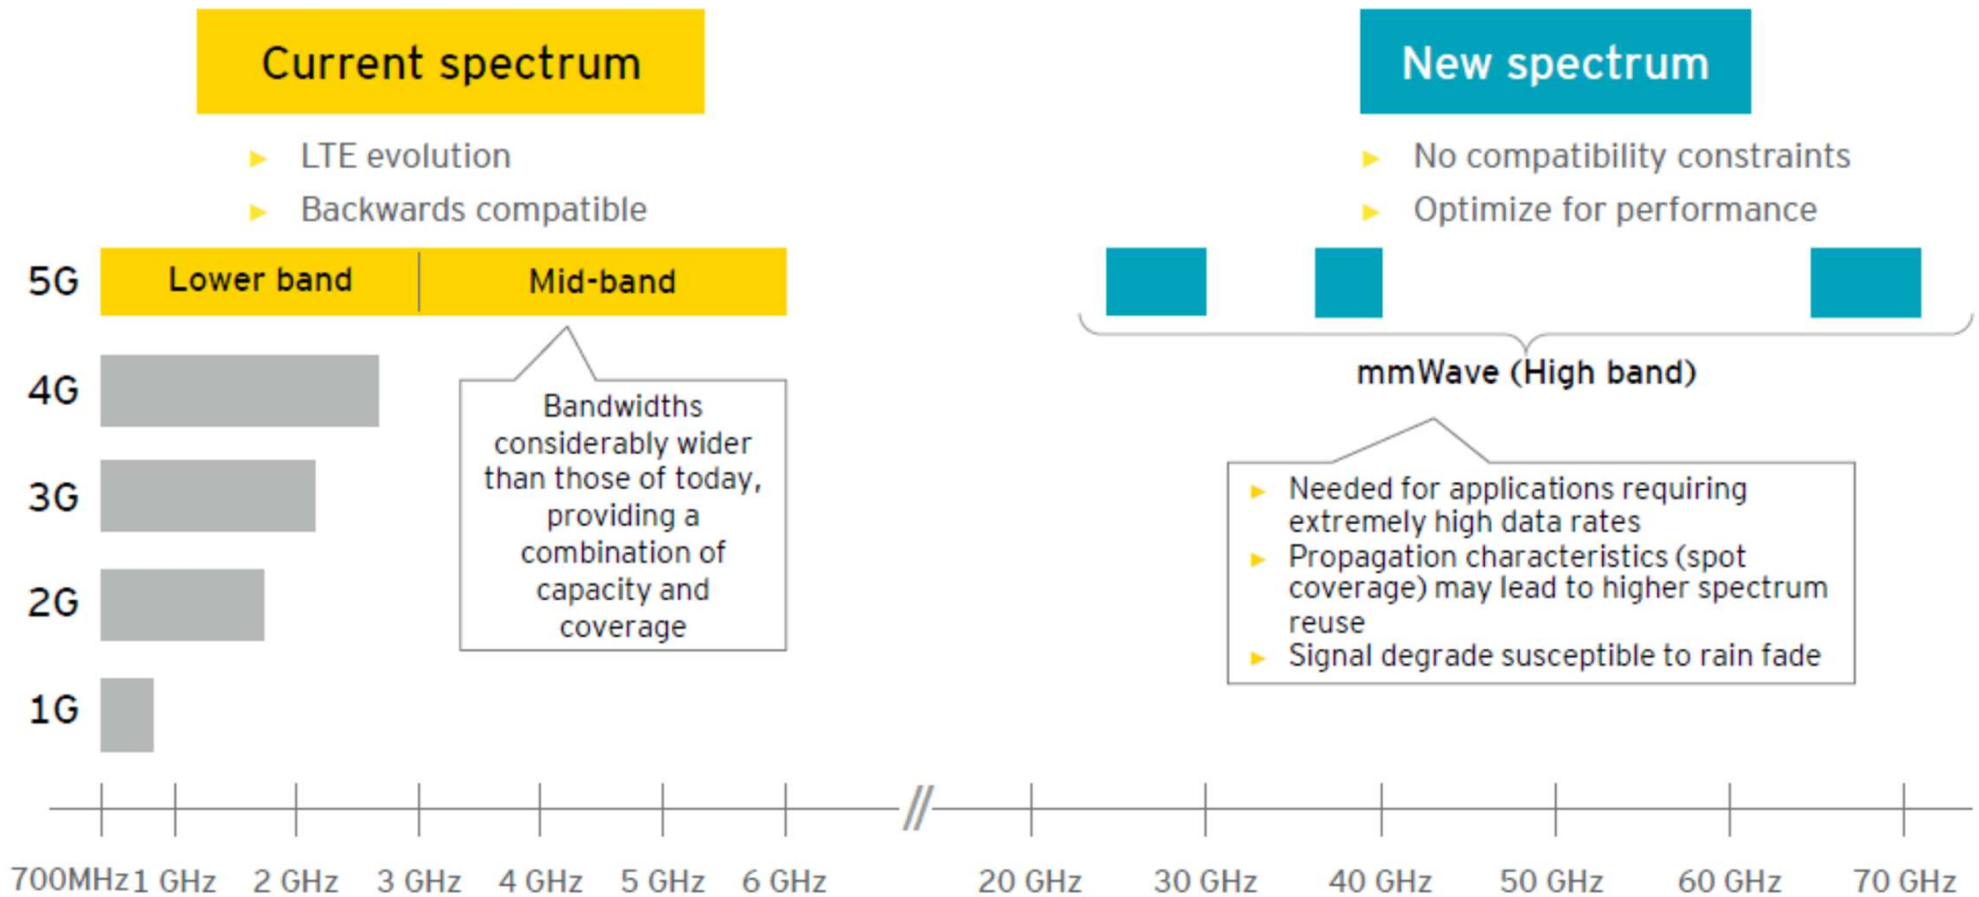 Current spectrum
LTE evolution
Backwards compatible
New spectrum
No compatibility constraints
Optimize for performance
5G
Lower band
Mid-band
mmWave (High band)
4G
3G
2G
1G
Bandwidths
considerably wider
than those of today,
providing a
combination of
capacity and
coverage
Needed for applications requiring
extremely high data rates
Propagation characteristics (spot
coverage) may lead to higher spectrum
reuse
Signal degrade susceptible to rain fade
700MHz 1 GHz 2 GHz 3 GHz 4 GHz 5 GHz 6 GHz 20 GHz 30 GHz 40 GHz 50 GHz 60 GHz 70 GHz